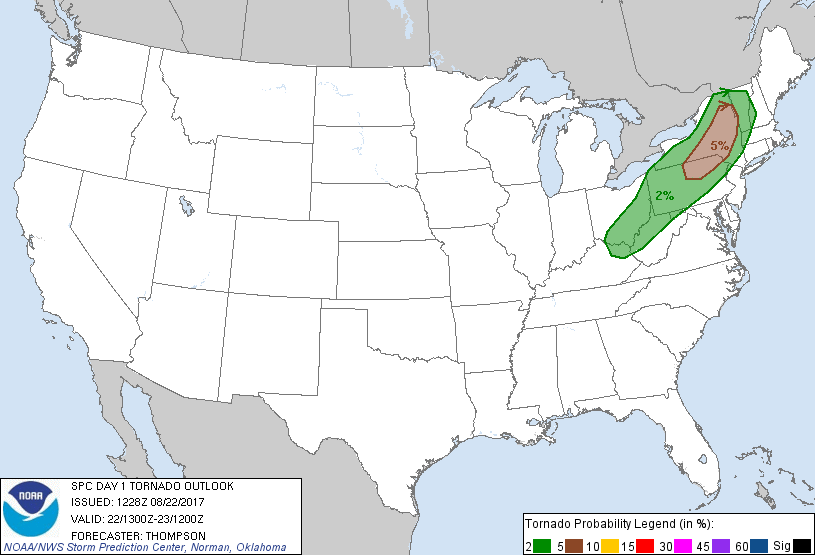 5%
2%
NOAA
SPC DAY 1 TORNADO OUTLOOK
ISSUED: 1228Z 08/22/2017
VALID: 22/1300Z-23/1200Z
FORECASTER: THOMPSON
NOAA/NWS Storm Prediction Center, Norman, Oklahoma
Tornado Probability Legend (in %):
2 5 10 15 30 45 60 Sig